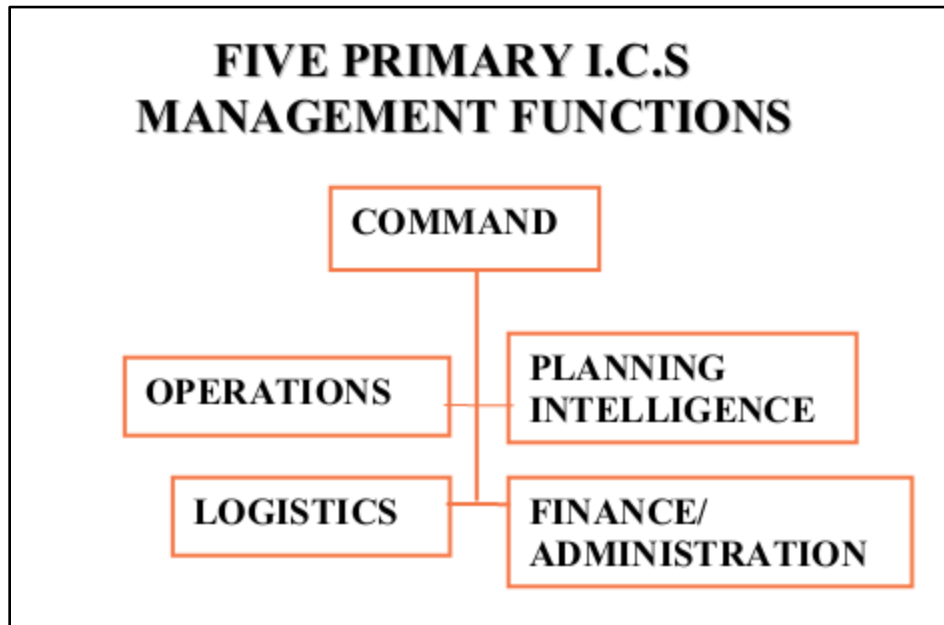 FIVE PRIMARY I.C.S
MANAGEMENT FUNCTIONS
COMMAND
OPERATIONS
PLANNING
INTELLIGENCE
LOGISTICS
FINANCE/
ADMINISTRATION